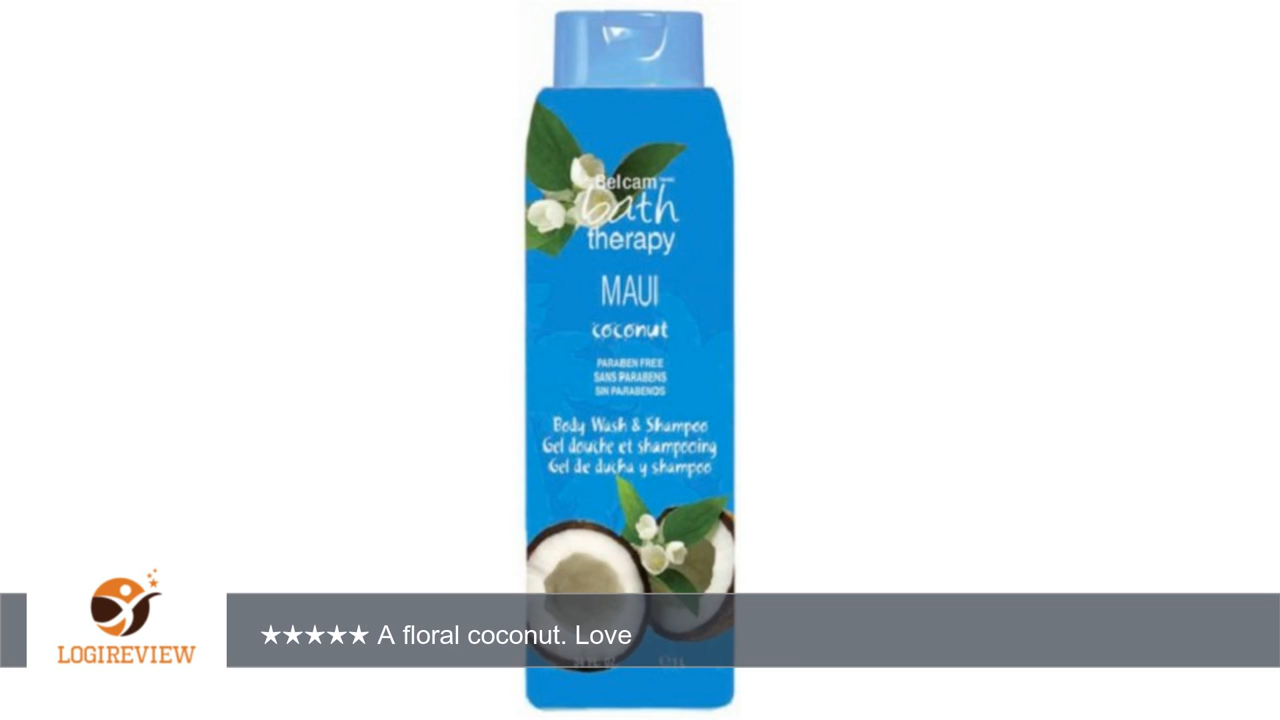 Belcam
bath
therapy
MAUI
coconut
PARABEN FREE
SANS PARABENS
SIN PARABENOS
Body Wash & Shampoo
Gel douche et shampooing
Gel de ducha y shampoo
★★★★★ A floral coconut. Love
LOGIREVIEW